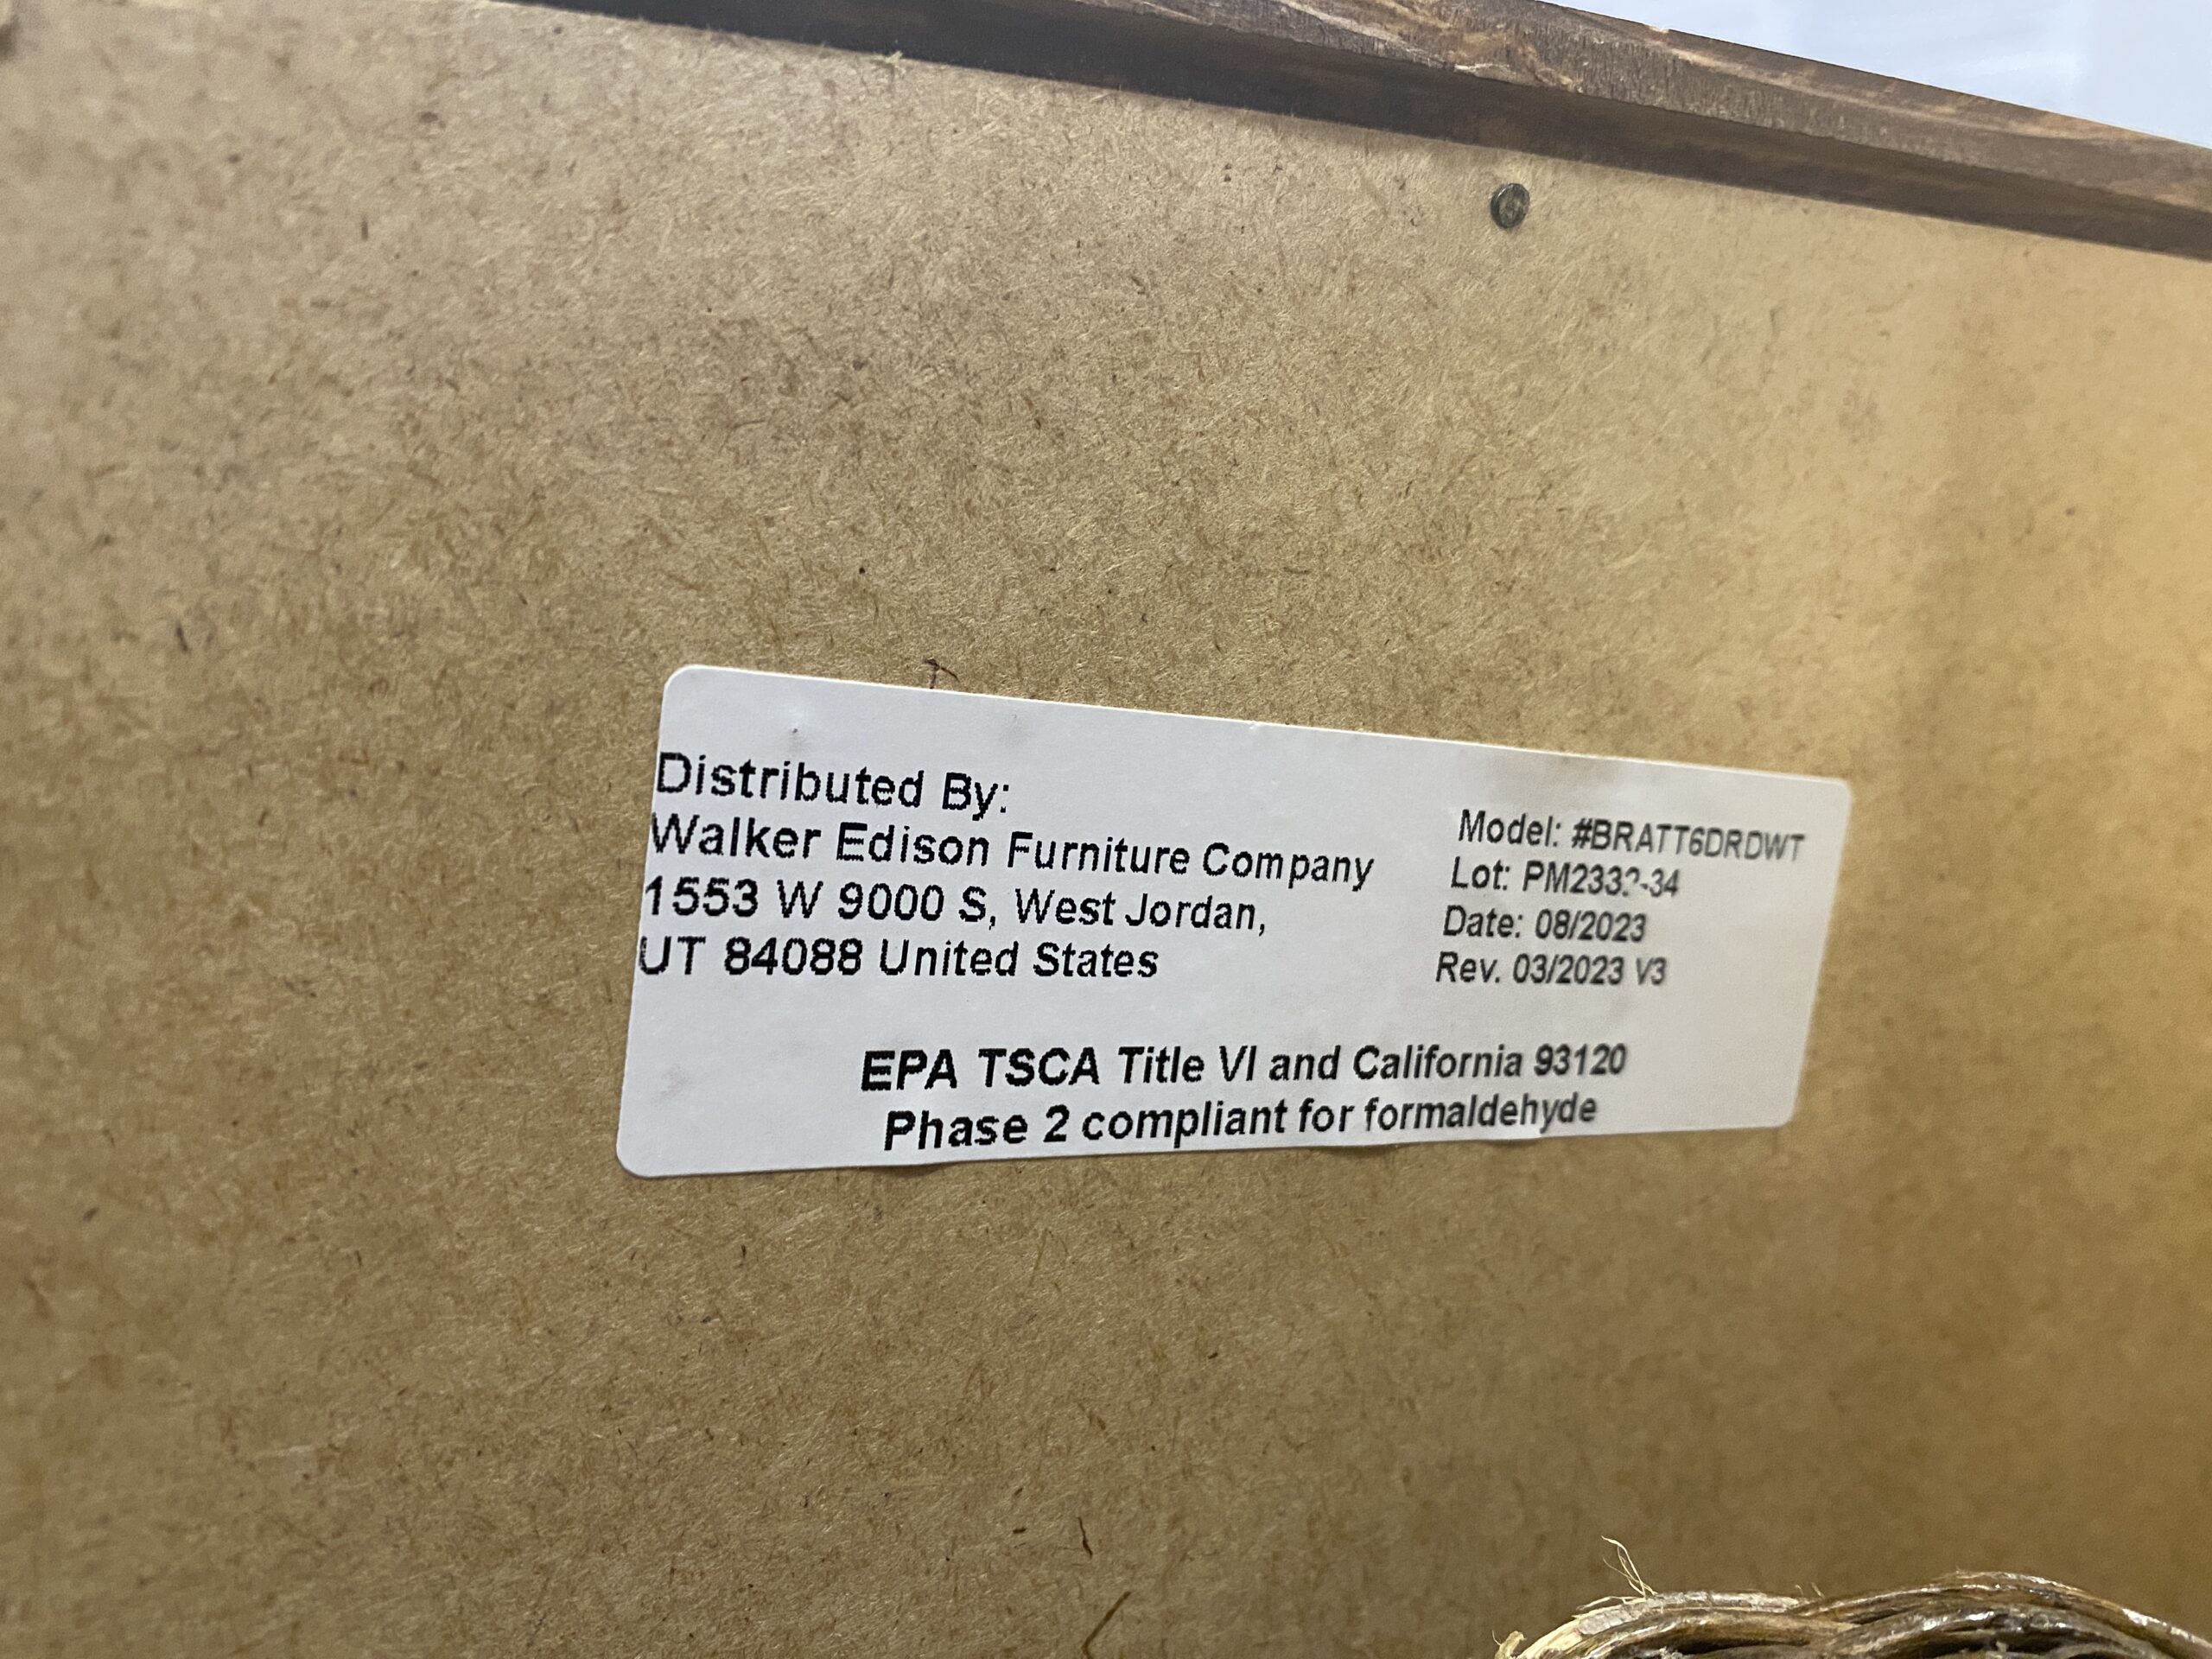 Distributed By:
Walker Edison Furniture Company
1553 W 9000 S, West Jordan,
UT 84088 United States
Model: #BRATT6DRDWT
Lot:
Date: 08/2023
Rev. 03/2023 V3
EPA TSCA Title VI and California 93120
Phase 2 compliant for formaldehyde